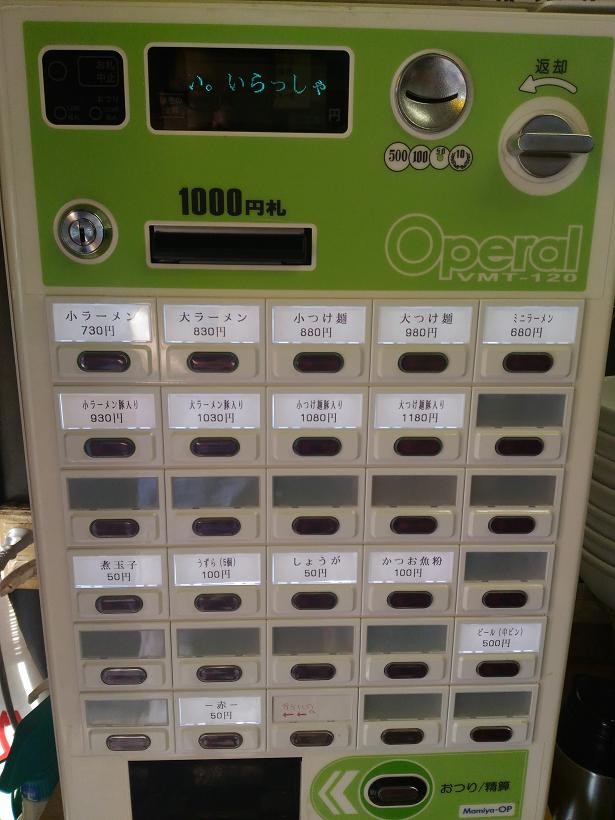 お札
中止
い。いらっしゃ
円
返却
500 100 50 10
1000円札
Operal
VMT-120
小ラーメン
730円
大ラーメン
830円
小つけ麺
880円
大つけ麺
980円
ミニラーメン
680円
小ラーメン豚入り
930円
大ラーメン豚入り
1030円
小つけ麺豚入り
1080円
大つけ麺豚入り
1180円
煮玉子
50円
うずら(5個)
100円
しょうが
50円
かつお魚粉
100円
ビール(中ビン)
500円
－赤－
50円
おつり/精算
Mamiya-OP